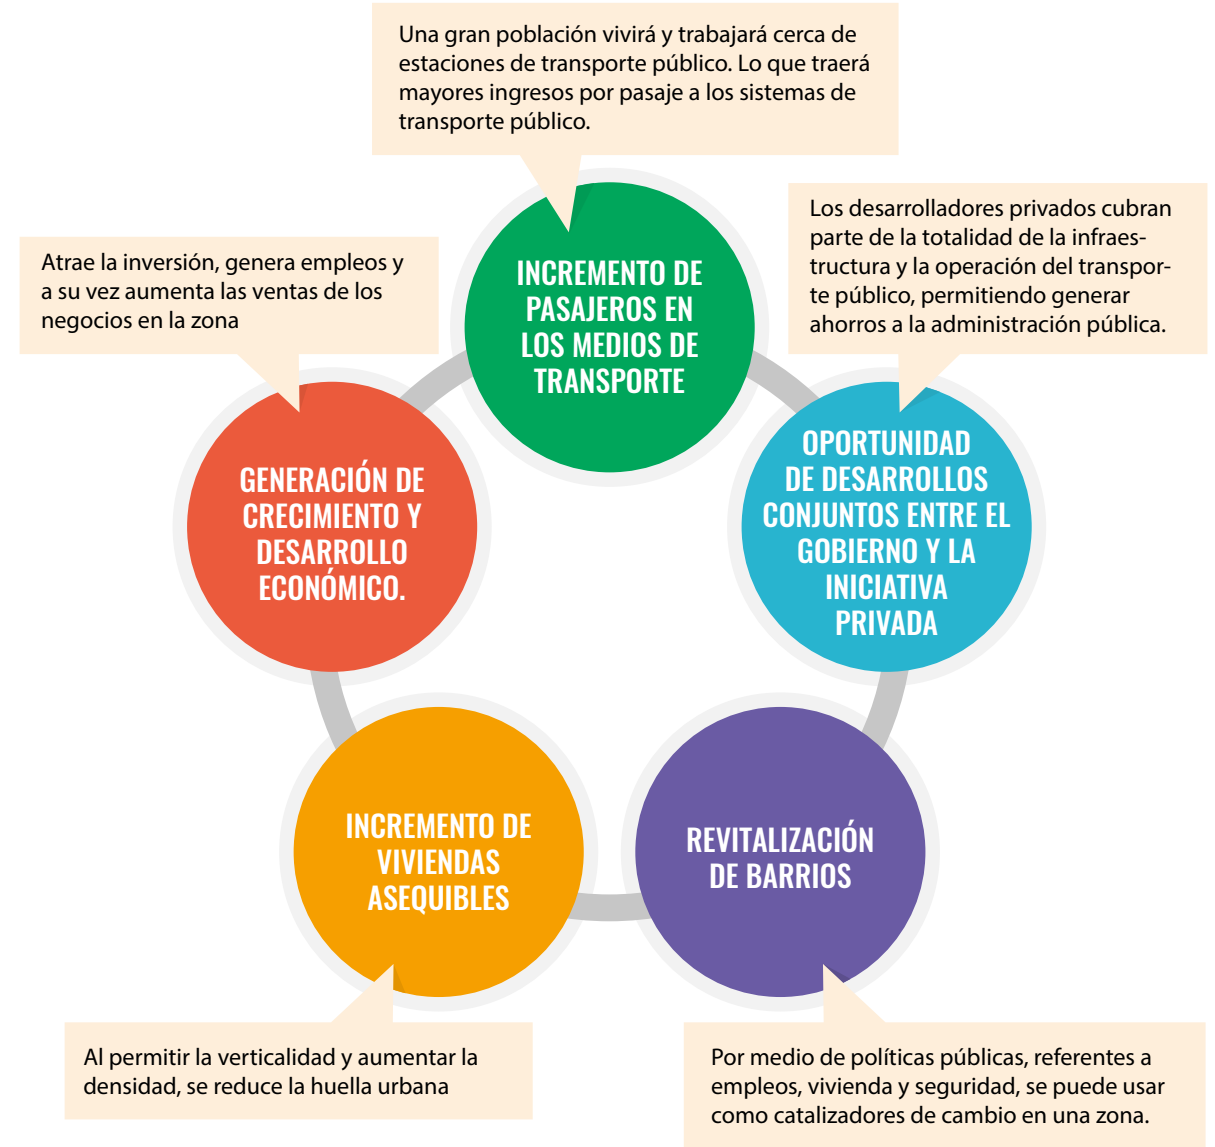 Una gran población vivirá y trabajará cerca de
estaciones de transporte público. Lo que traerá
mayores ingresos por pasaje a los sistemas de
transporte público.
INCREMENTO DE
PASAJEROS EN
LOS MEDIOS DE
TRANSPORTE
Los desarrolladores privados cubran
parte de la totalidad de la infraes-
tructura y la operación del transpor-
te público, permitiendo generar
ahorros a la administración pública.
OPORTUNIDAD
DE DESARROLLOS
CONJUNTOS ENTRE EL
GOBIERNO Y LA
INICIATIVA
PRIVADA
Atrae la inversión, genera empleos y
a su vez aumenta las ventas de los
negocios en la zona
GENERACIÓN DE
CRECIMIENTO Y
DESARROLLO
ECONÓMICO.
INCREMENTO DE
VIVIENDAS
ASEQUIBLES
Al permitir la verticalidad y aumentar la
densidad, se reduce la huella urbana
REVITALIZACIÓN
DE BARRIOS
Por medio de políticas públicas, referentes a
empleos, vivienda y seguridad, se puede usar
como catalizadores de cambio en una zona.